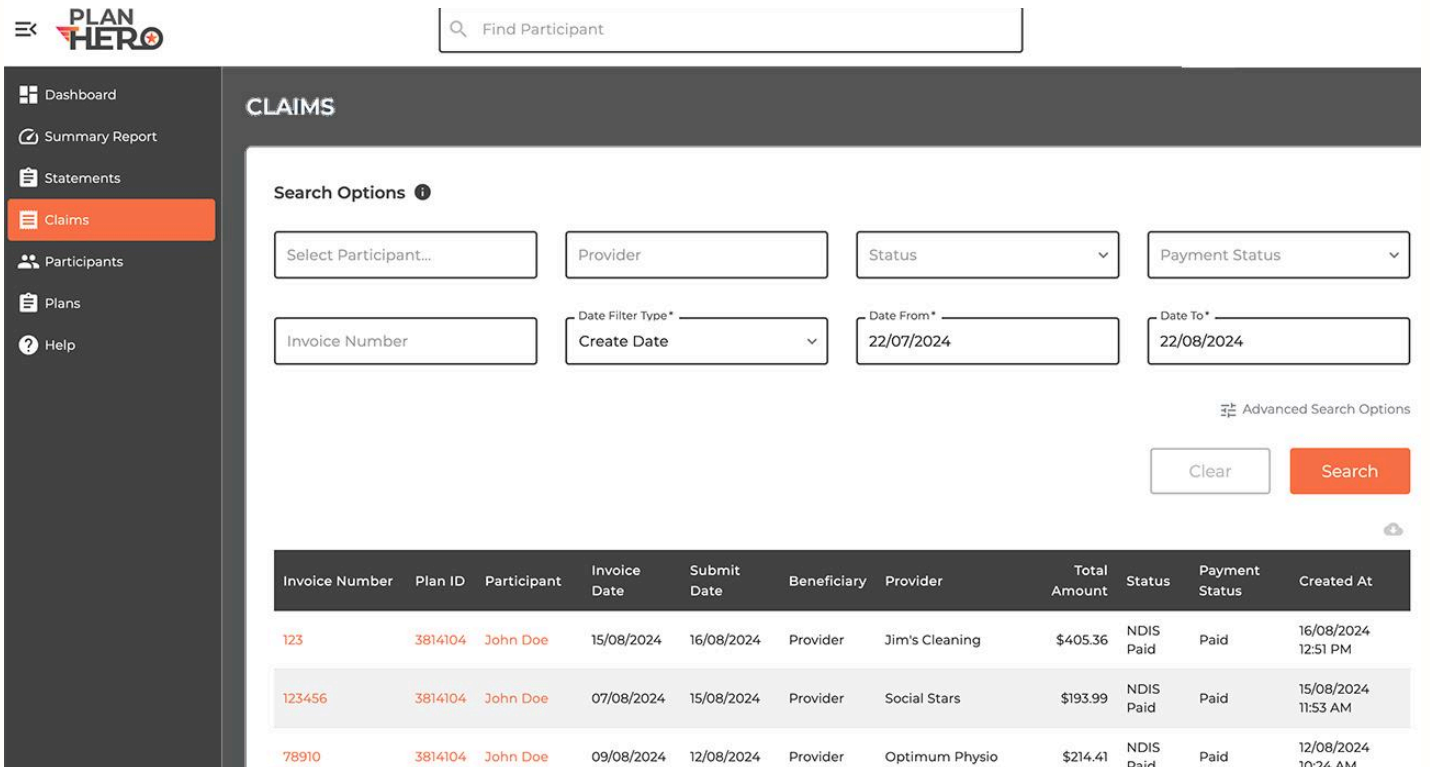 PLAN
HERO
Find Participant
Dashboard
Summary Report
Statements
Claims
Participants
Plans
Help
CLAIMS
Search Options
Select Participant...
Provider
Status
Payment Status
Invoice Number
Date Filter Type*
Create Date
Date From*
22/07/2024
Date To*
22/08/2024
Advanced Search Options
Clear
Search
Invoice Number Plan ID Participant Invoice Date Submit Date Beneficiary Provider Total Amount Status Payment Status Created At
123 3814104 John Doe 15/08/2024 16/08/2024 Provider Jim's Cleaning $405.36 NDIS Paid Paid 16/08/2024 12:51 PM
123456 3814104 John Doe 07/08/2024 15/08/2024 Provider Social Stars $193.99 NDIS Paid Paid 15/08/2024 11:53 AM
78910 3814104 John Doe 09/08/2024 12/08/2024 Provider Optimum Physio $214.41 NDIS Paid Paid 12/08/2024 10:24 AM